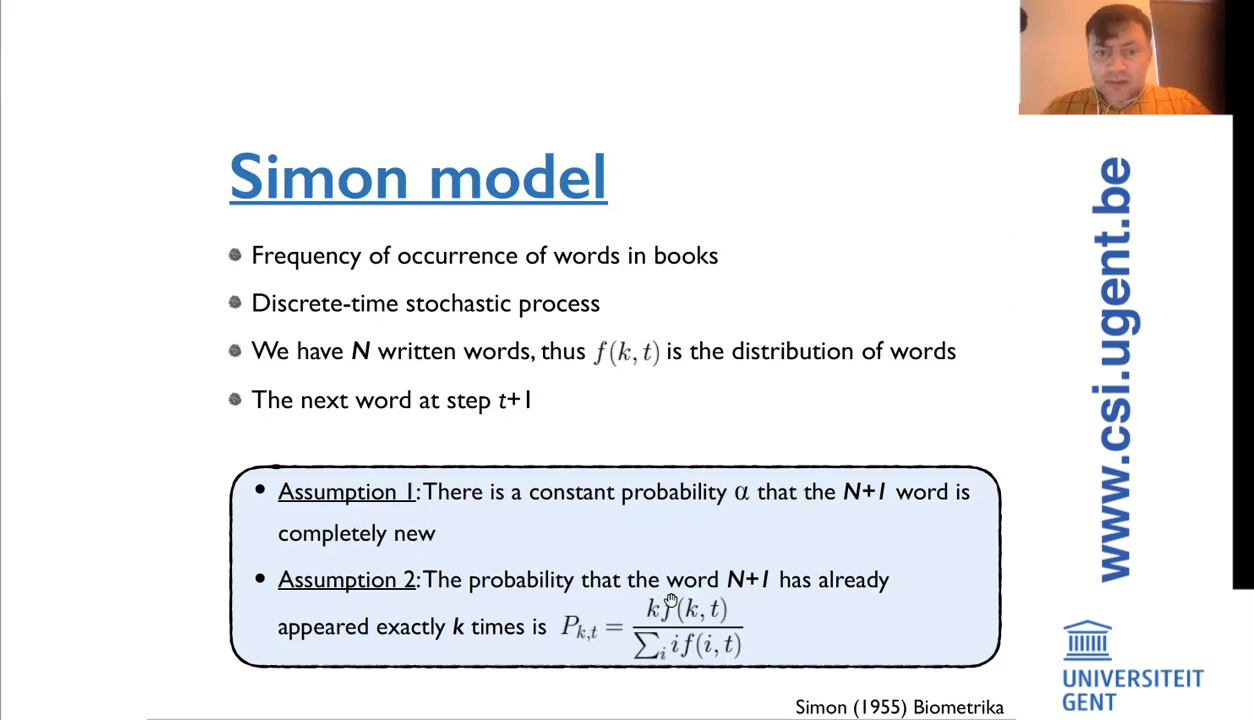 Simon model
Frequency of occurrence of words in books
Discrete-time stochastic process
We have N written words, thus f(k, t) is the distribution of words
The next word at step t+1
Assumption 1: There is a constant probability α that the N+1 word is
completely new
Assumption 2: The probability that the word N+1 has already
appeared exactly k times is P_{k,t} = \frac{kf(k, t)}{\sum_i if(i, t)}
Simon (1955) Biometrika
www.csi.ugent.be
UNIVERSITEIT
GENT